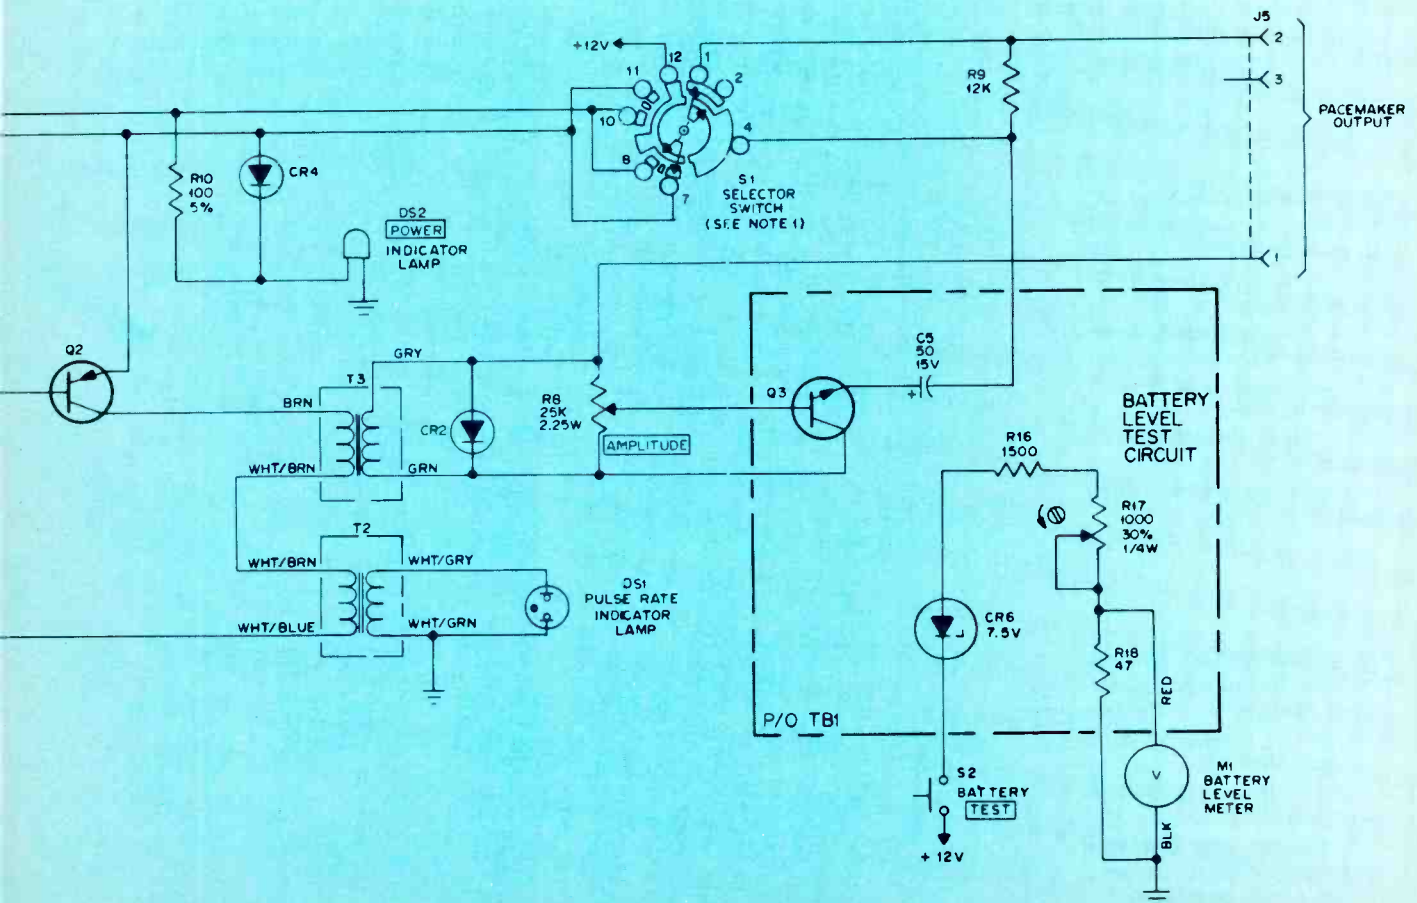 J5
+12V
12
1
2
3
1
PACEMAKER
OUTPUT
R9
12K
11
2
10
4
8
7
S1
SELECTOR
SWITCH
(SEE NOTE 1)
R10
100
5%
CR4
DS2
POWER
INDICATOR
LAMP
Q2
GRY
T3
BRN
CR2
R8
25K
2.25W
AMPLITUDE
WHT/BRN
GRN
Q3
C5
50
15V
+
BATTERY
LEVEL
TEST
CIRCUIT
R16
1500
R17
1000
30%
1/4W
T2
WHT/BRN
WHT/GRY
WHT/BLUE
WHT/GRN
DS1
PULSE RATE
INDICATOR
LAMP
CR6
7.5V
R18
47
RED
P/O TB1
S2
BATTERY
TEST
+ 12V
V
M1
BATTERY
LEVEL
METER
BLK